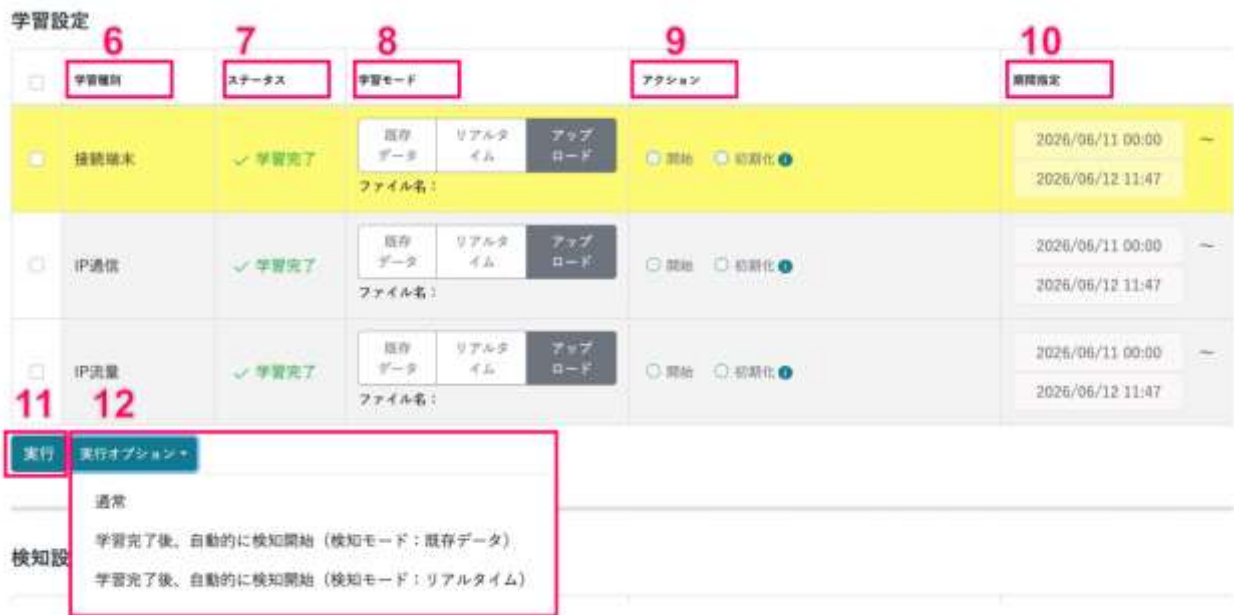 学習設定
6 7 8 9 10
学習種別 ステータス 学習モード アクション 期間指定
接続端末
学習完了
既存データ リアルタイム アップロード
ファイル名：
開始 初期化
2026/06/11 00:00 ～
2026/06/12 11:47
IP通信
学習完了
既存データ リアルタイム アップロード
ファイル名：
開始 初期化
2026/06/11 00:00 ～
2026/06/12 11:47
IP流量
学習完了
既存データ リアルタイム アップロード
ファイル名：
開始 初期化
2026/06/11 00:00 ～
2026/06/12 11:47
11 12
実行 実行オプション
通常
学習完了後、自動的に検知開始（検知モード：既存データ）
学習完了後、自動的に検知開始（検知モード：リアルタイム）
検知設